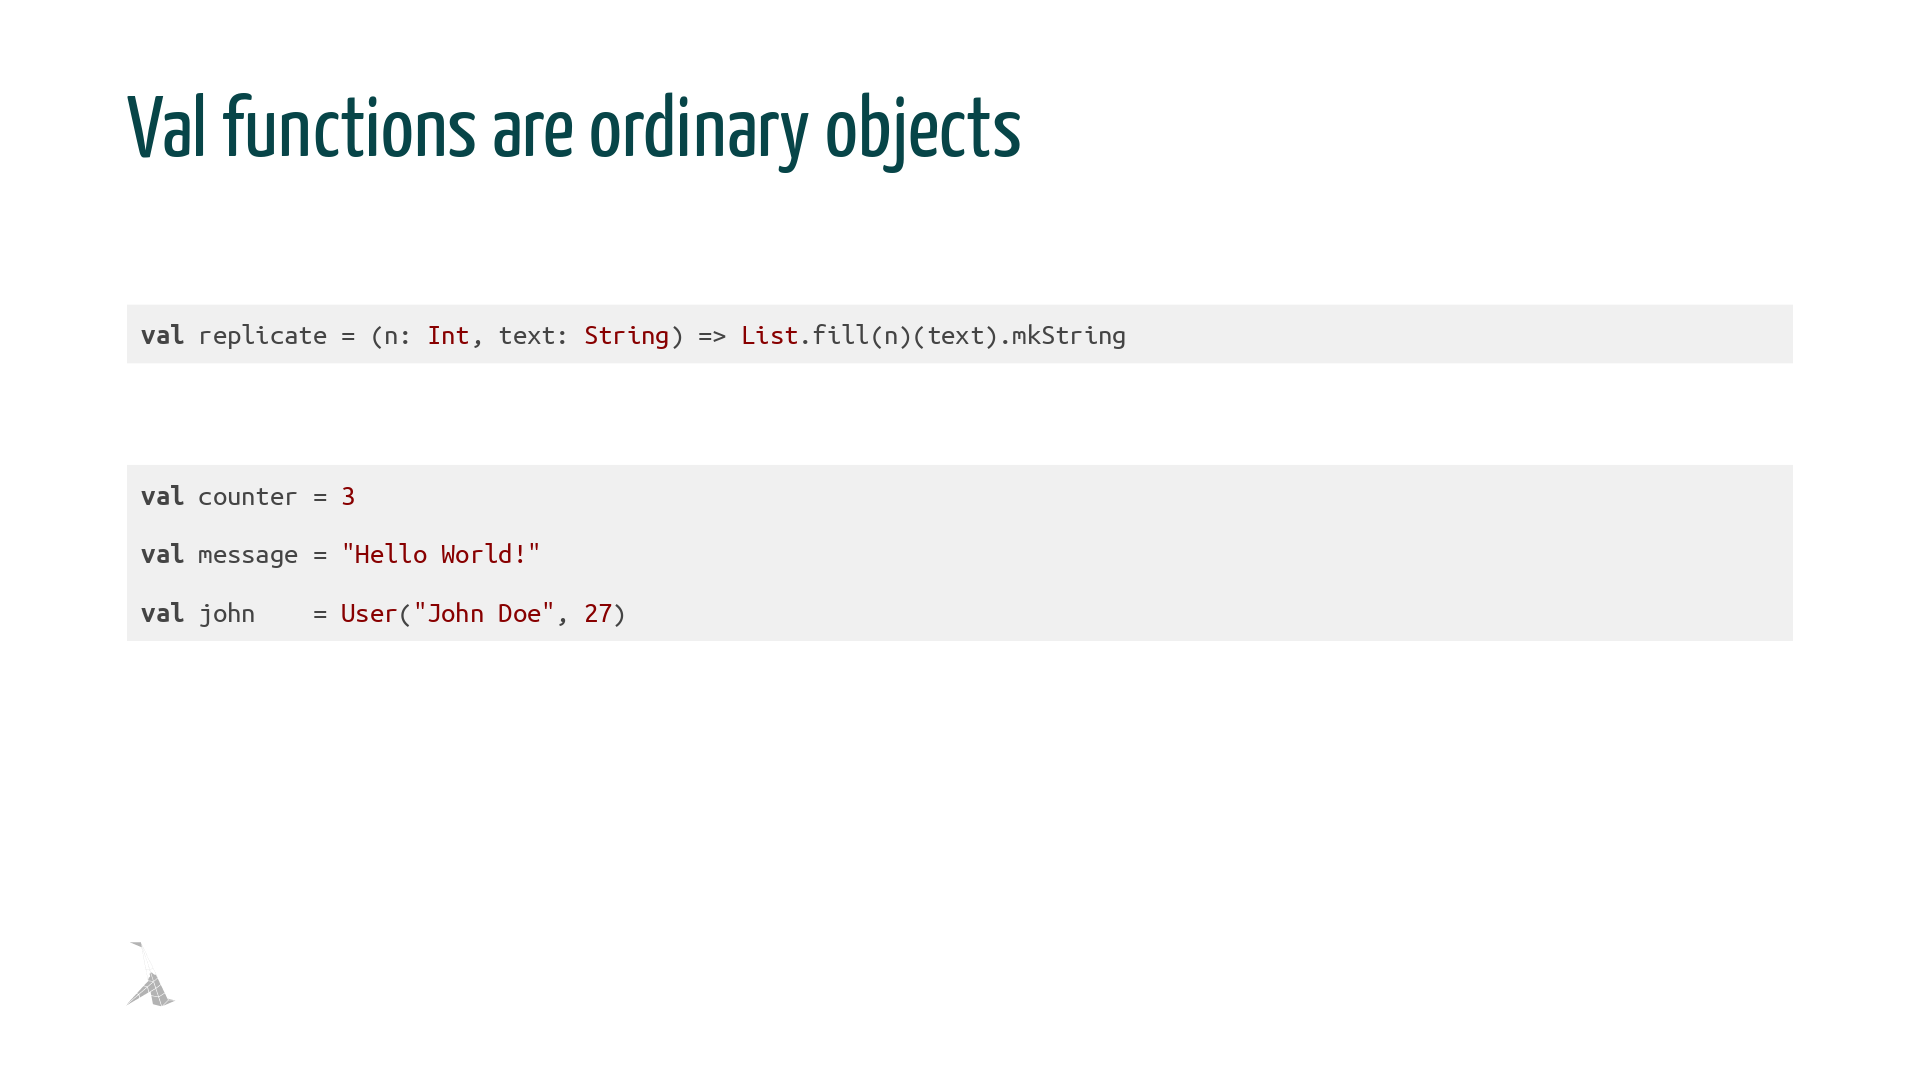 Val functions are ordinary objects
val replicate = (n: Int, text: String) => List.fill(n)(text).mkString
val counter = 3
val message = "Hello World!"
val john    = User("John Doe", 27)